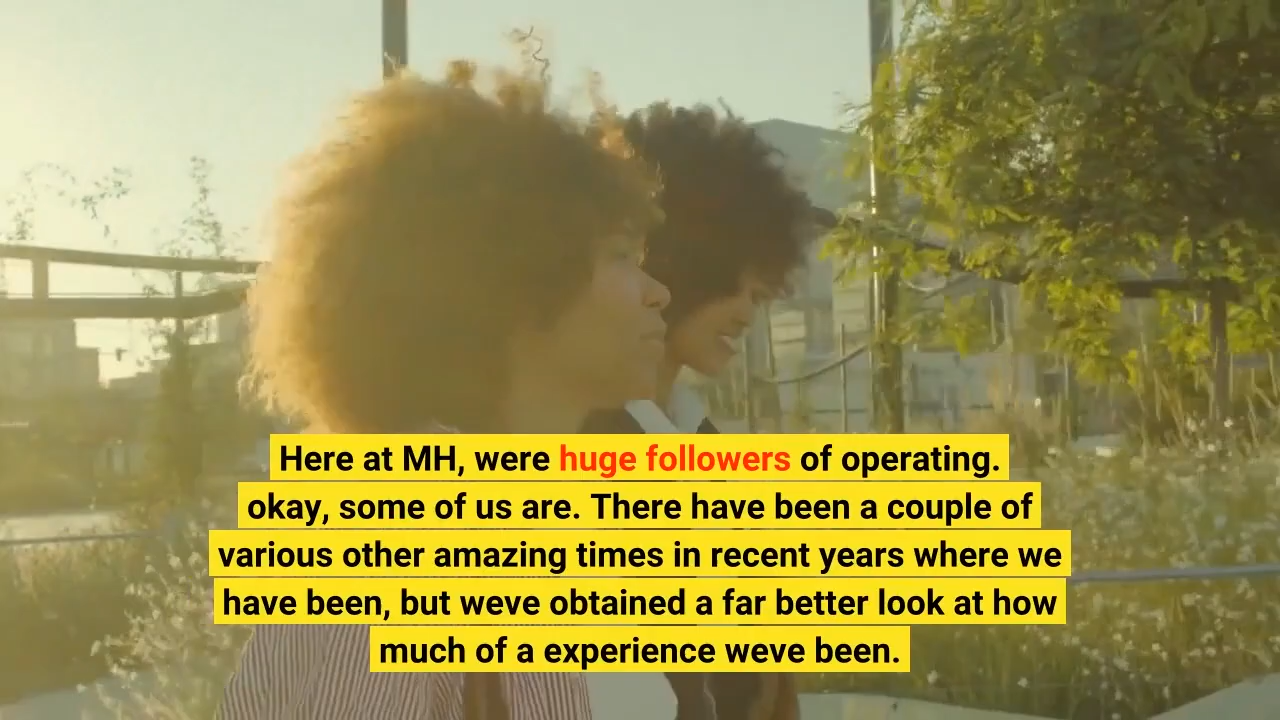 Here at MH, were huge followers of operating.
okay, some of us are. There have been a couple of
various other amazing times in recent years where we
have been, but weve obtained a far better look at how
much of a experience weve been.